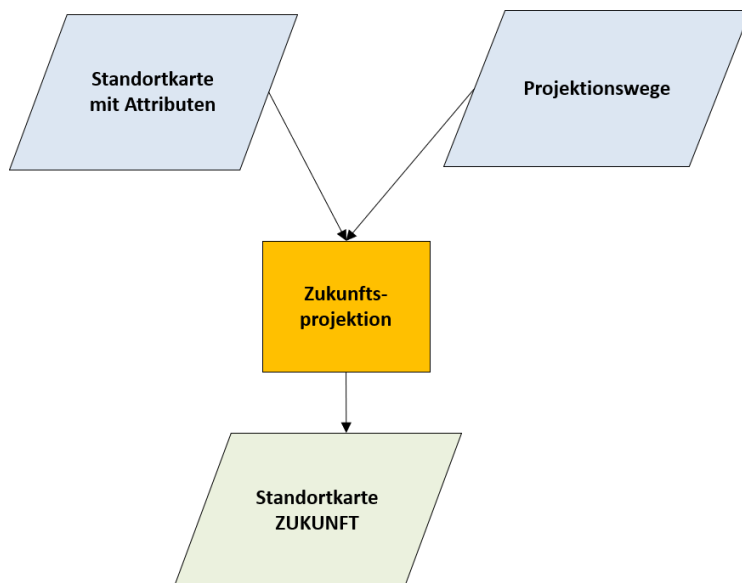 Standortkarte
mit Attributen
Projektionswege
Zukunfts-
projektion
Standortkarte
ZUKUNFT